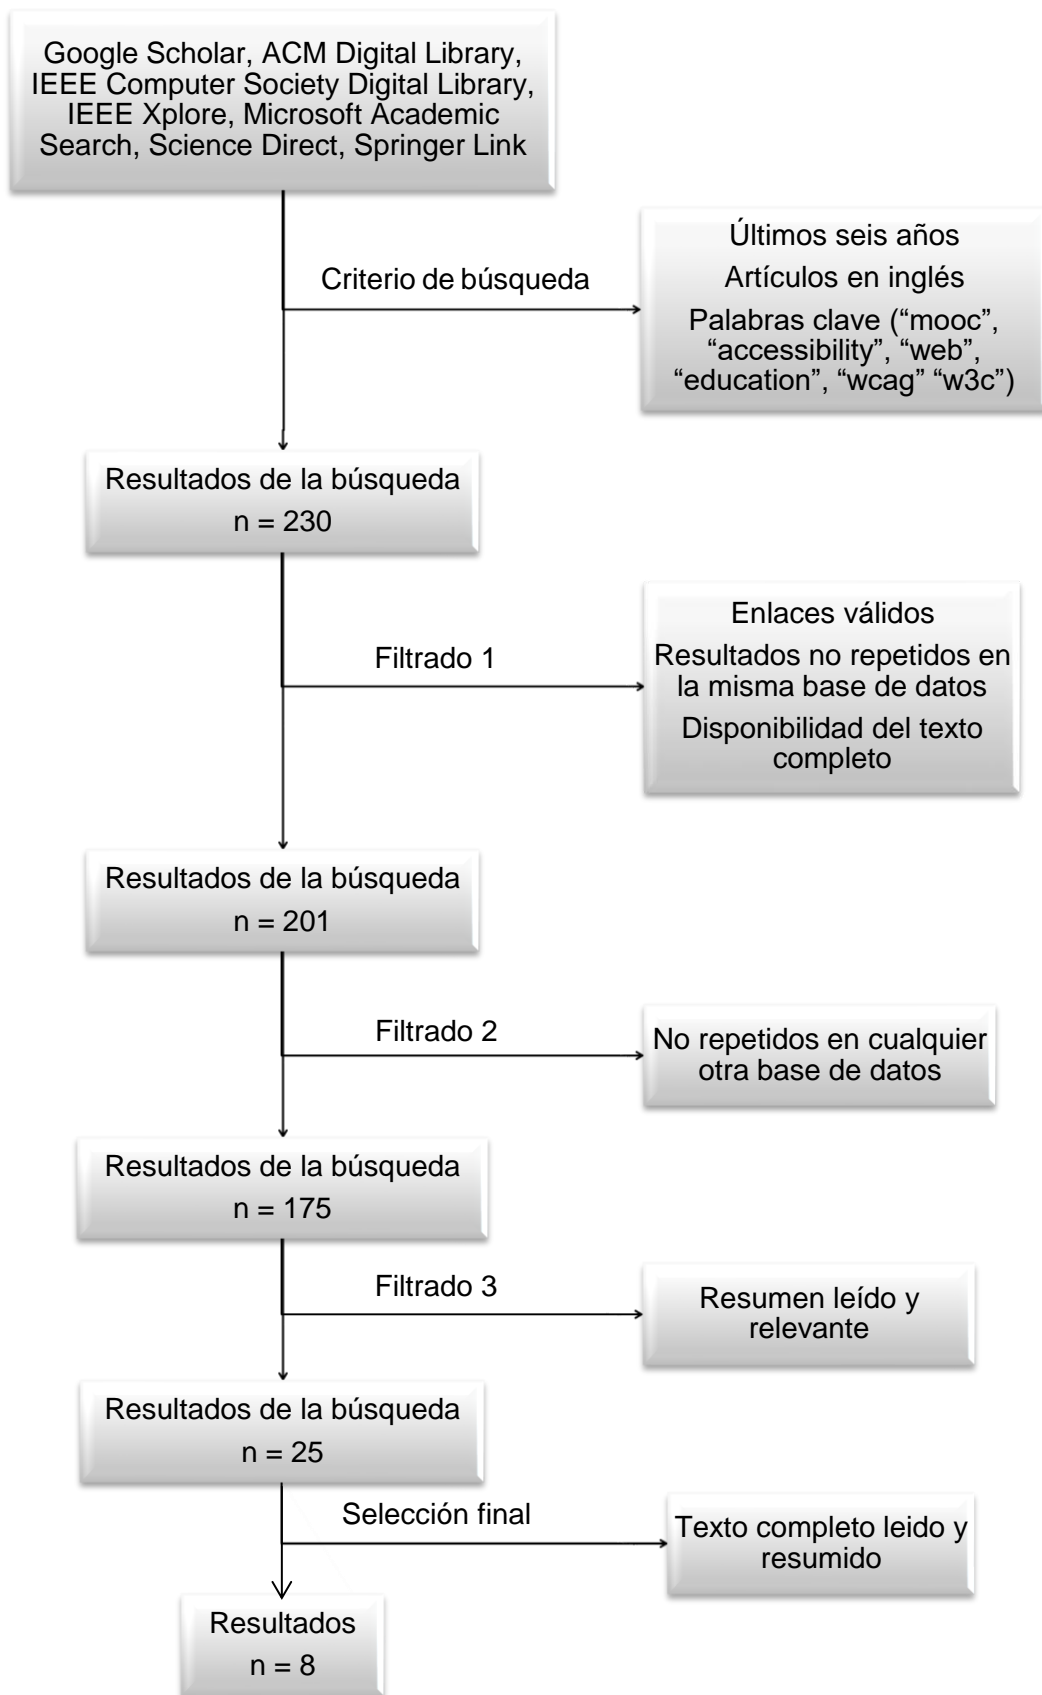 Google Scholar, ACM Digital Library,
IEEE Computer Society Digital Library,
IEEE Xplore, Microsoft Academic
Search, Science Direct, Springer Link
Criterio de búsqueda
Últimos seis años
Artículos en inglés
Palabras clave (“mooc”,
“accessibility”, “web”,
“education”, “wcag” “w3c”)
Resultados de la búsqueda
n = 230
Filtrado 1
Enlaces válidos
Resultados no repetidos en
la misma base de datos
Disponibilidad del texto
completo
Resultados de la búsqueda
n = 201
Filtrado 2
No repetidos en cualquier
otra base de datos
Resultados de la búsqueda
n = 175
Filtrado 3
Resumen leído y
relevante
Resultados de la búsqueda
n = 25
Selección final
Texto completo leido y
resumido
Resultados
n = 8